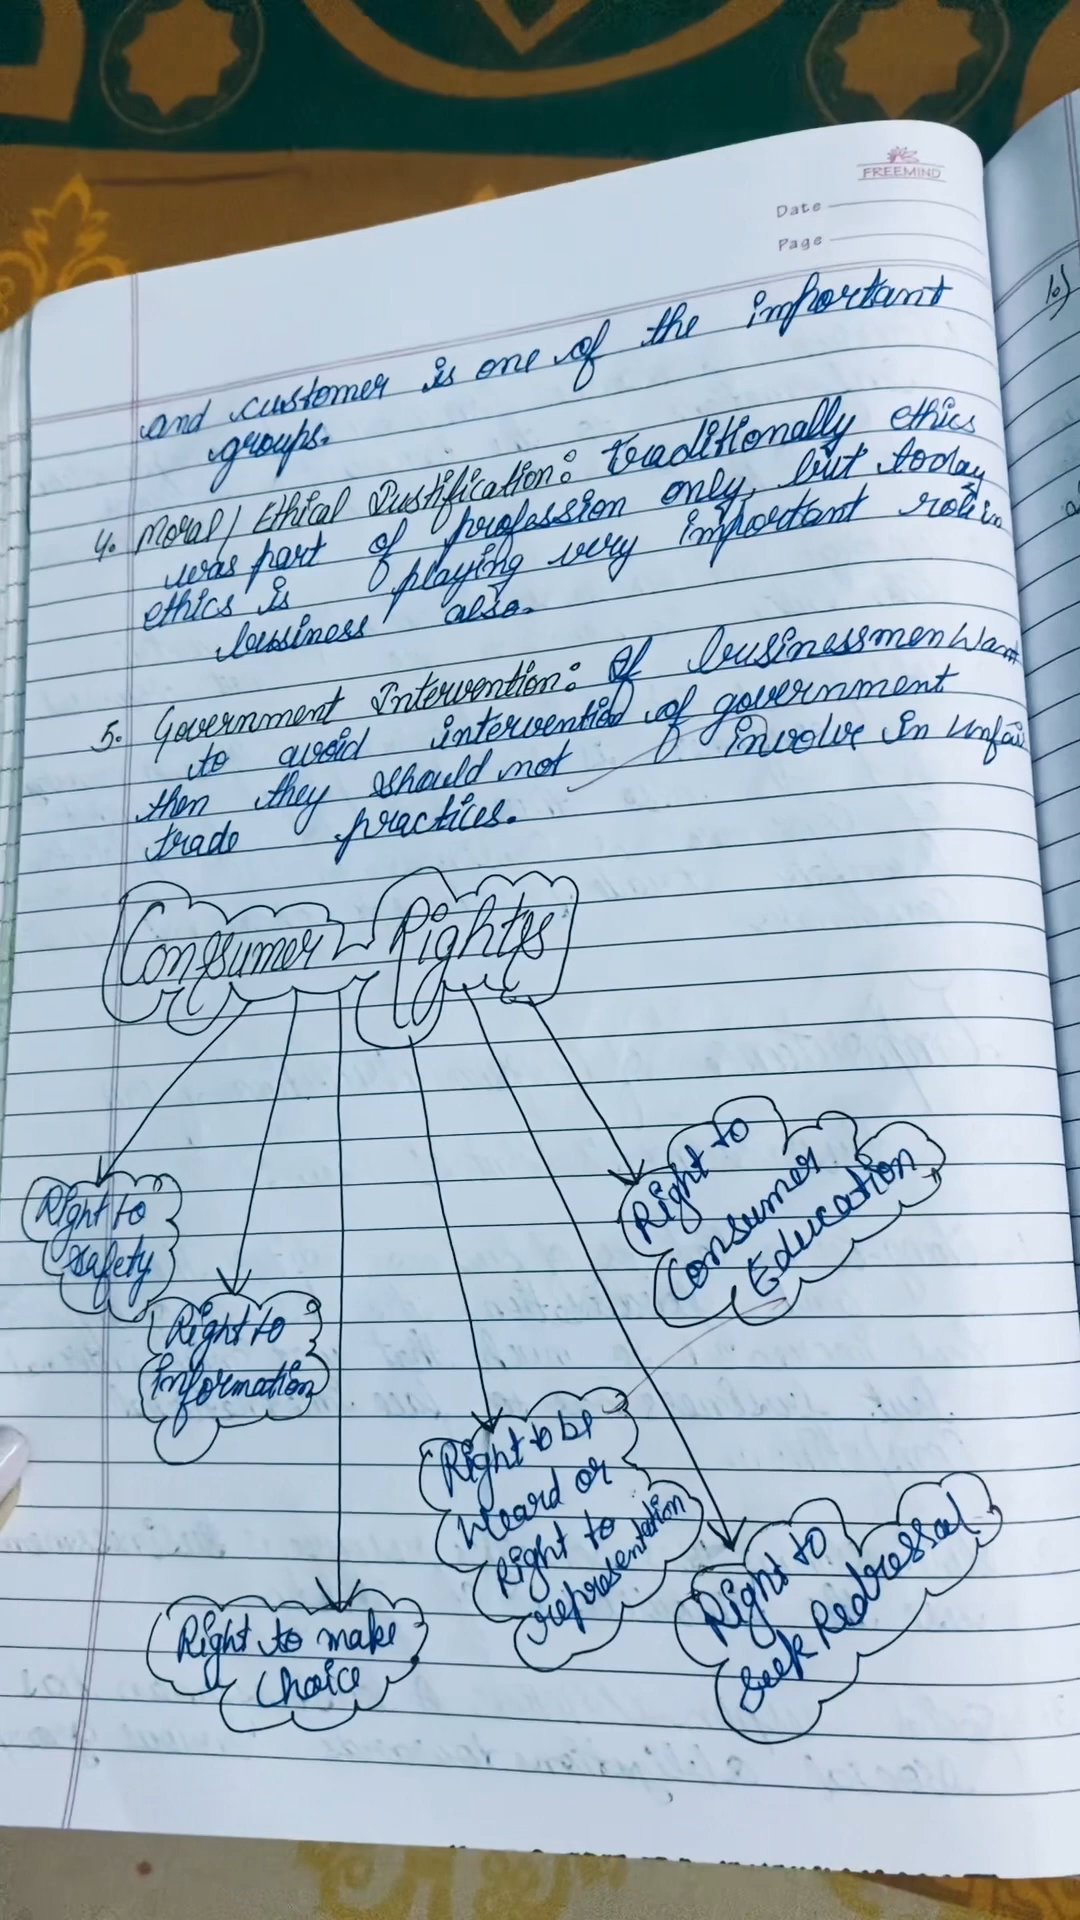 FREEMIND
Date
Page
and customer is one of the important
groups.
4. Moral / Ethical Justification: Traditionally ethics
was part of profession only, but today
ethics is playing very important role in
bussiness also.
5. Government Intervention: If businessmen want
to avoid intervention of government
then they should not involve in unfai
trade practices.
Consumer Rights
Right to
safety
Right to
Information
Right to make
choice
Right to be
Heard or
Right to
representation
Right to
seek Redressal
Right to
Consumer
Education